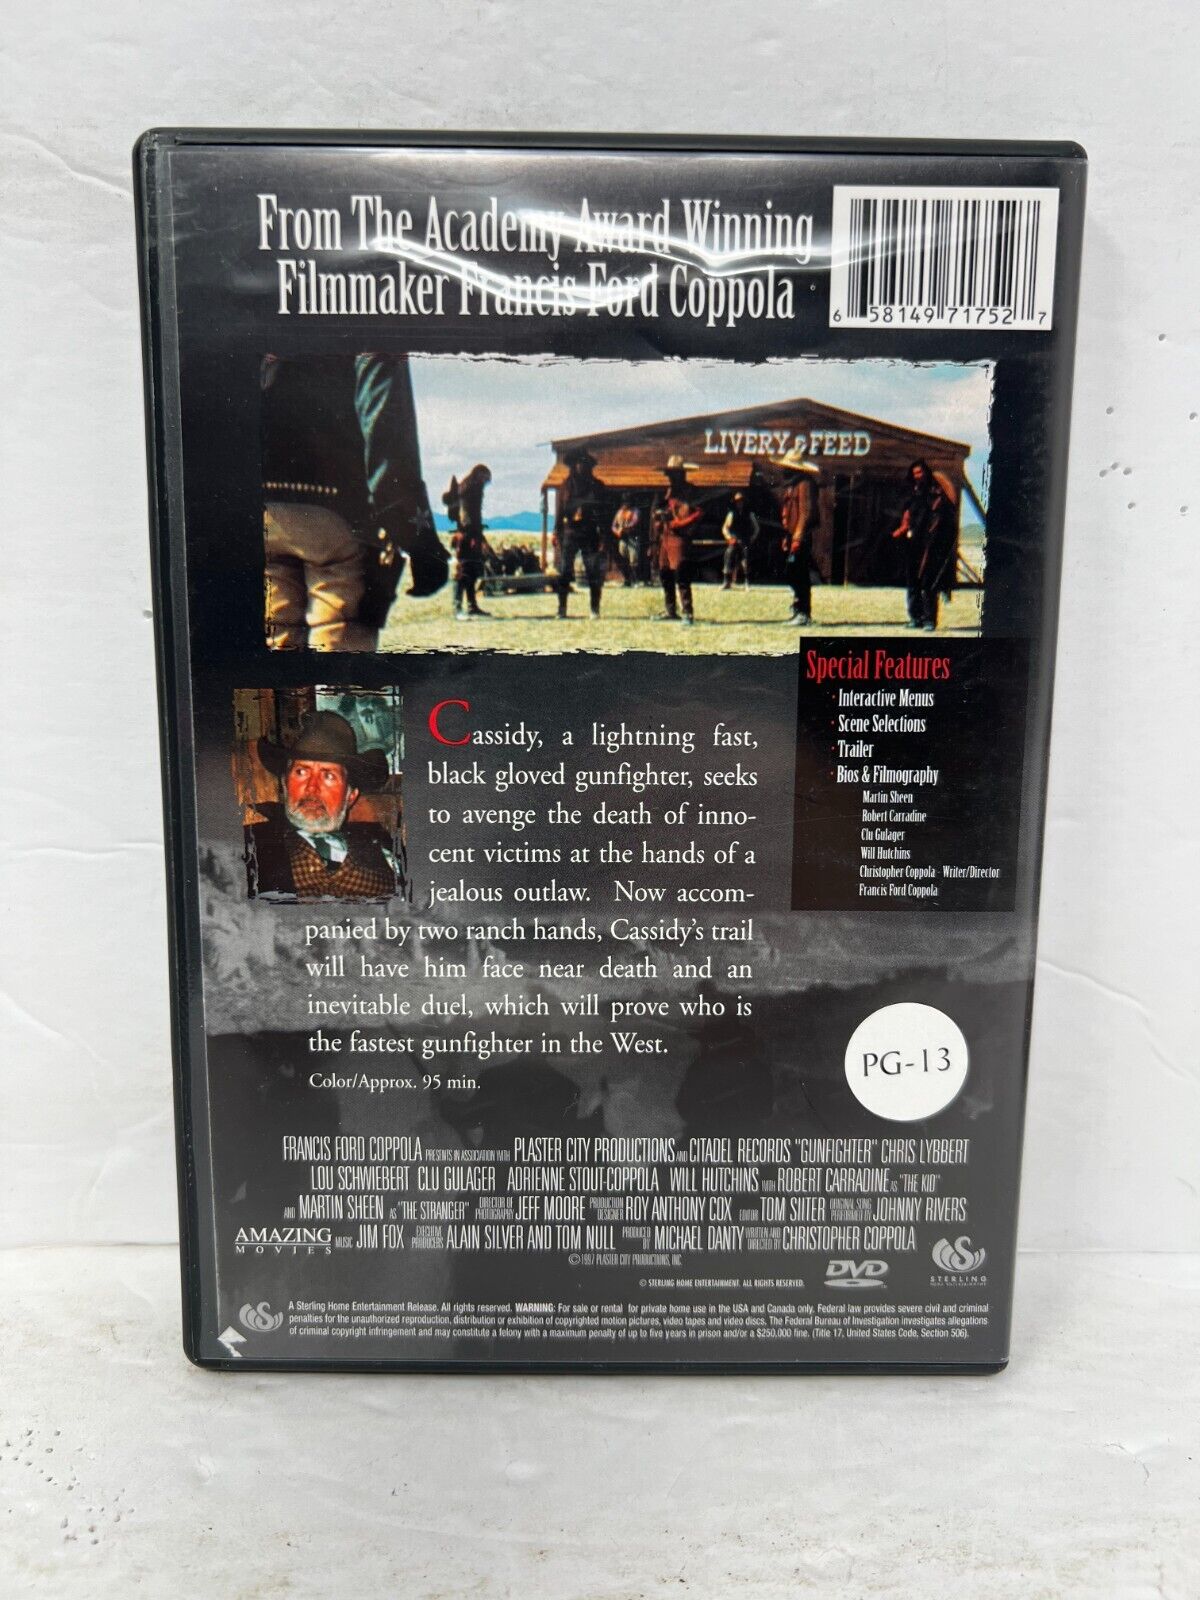 From The Academy Award Winning
Filmmaker Francis Ford Coppola
6 58149 71752 7
LIVERY & FEED
Special Features
· Interactive Menus
· Scene Selections
· Trailer
· Bios & Filmography
Martin Sheen
Robert Carradine
Clu Gulager
Will Hutchins
Christopher Coppola - Writer/Director
Francis Ford Coppola
Cassidy, a lightning fast,
black gloved gunfighter, seeks
to avenge the death of inno-
cent victims at the hands of a
jealous outlaw. Now accom-
panied by two ranch hands, Cassidy's trail
will have him face near death and an
inevitable duel, which will prove who is
the fastest gunfighter in the West.
Color/Approx. 95 min.
PG-13
FRANCIS FORD COPPOLA PRESENTS IN ASSOCIATION WITH PLASTER CITY PRODUCTIONS AND CITADEL RECORDS "GUNFIGHTER" CHRIS LYBBERT
LOU SCHWIEBERT CLU GULAGER ADRIENNE STOUT-COPPOLA WILL HUTCHINS WITH ROBERT CARRADINE AS "THE KID"
AND MARTIN SHEEN AS "THE STRANGER" DIRECTOR OF PHOTOGRAPHY JEFF MOORE PRODUCTION DESIGNER ROY ANTHONY COX EDITOR TOM SIITER ORIGINAL SONG PERFORMED BY JOHNNY RIVERS
AMAZING MOVIES MUSIC JIM FOX EXECUTIVE PRODUCERS ALAIN SILVER AND TOM NULL PRODUCED BY MICHAEL DANTY WRITTEN AND DIRECTED BY CHRISTOPHER COPPOLA
©1997 PLASTER CITY PRODUCTIONS, INC.
© STERLING HOME ENTERTAINMENT. ALL RIGHTS RESERVED.
DVD
STERLING
HOME ENTERTAINMENT
A Sterling Home Entertainment Release. All rights reserved. WARNING: For sale or rental for private home use in the USA and Canada only. Federal law provides severe civil and criminal
penalties for the unauthorized reproduction, distribution or exhibition of copyrighted motion pictures, video tapes and video discs. The Federal Bureau of Investigation investigates allegations
of criminal copyright infringement and may constitute a felony with a maximum penalty of up to five years in prison and/or a $250,000 fine. (Title 17, United States Code, Section 506).